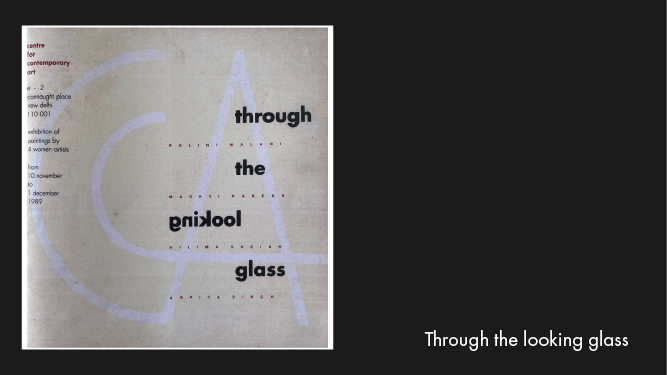 centre
for
contemporary
art
e - 2
connaught place
new delhi
110 001
exhibition of
paintings by
4 women artists
from
10 november
to
1 december
1989
CCA
through
NALINI MALANI
the
MADHVI PAREKH
looking
NILIMA SHEIKH
glass
ARPITA SINGH
Through the looking glass